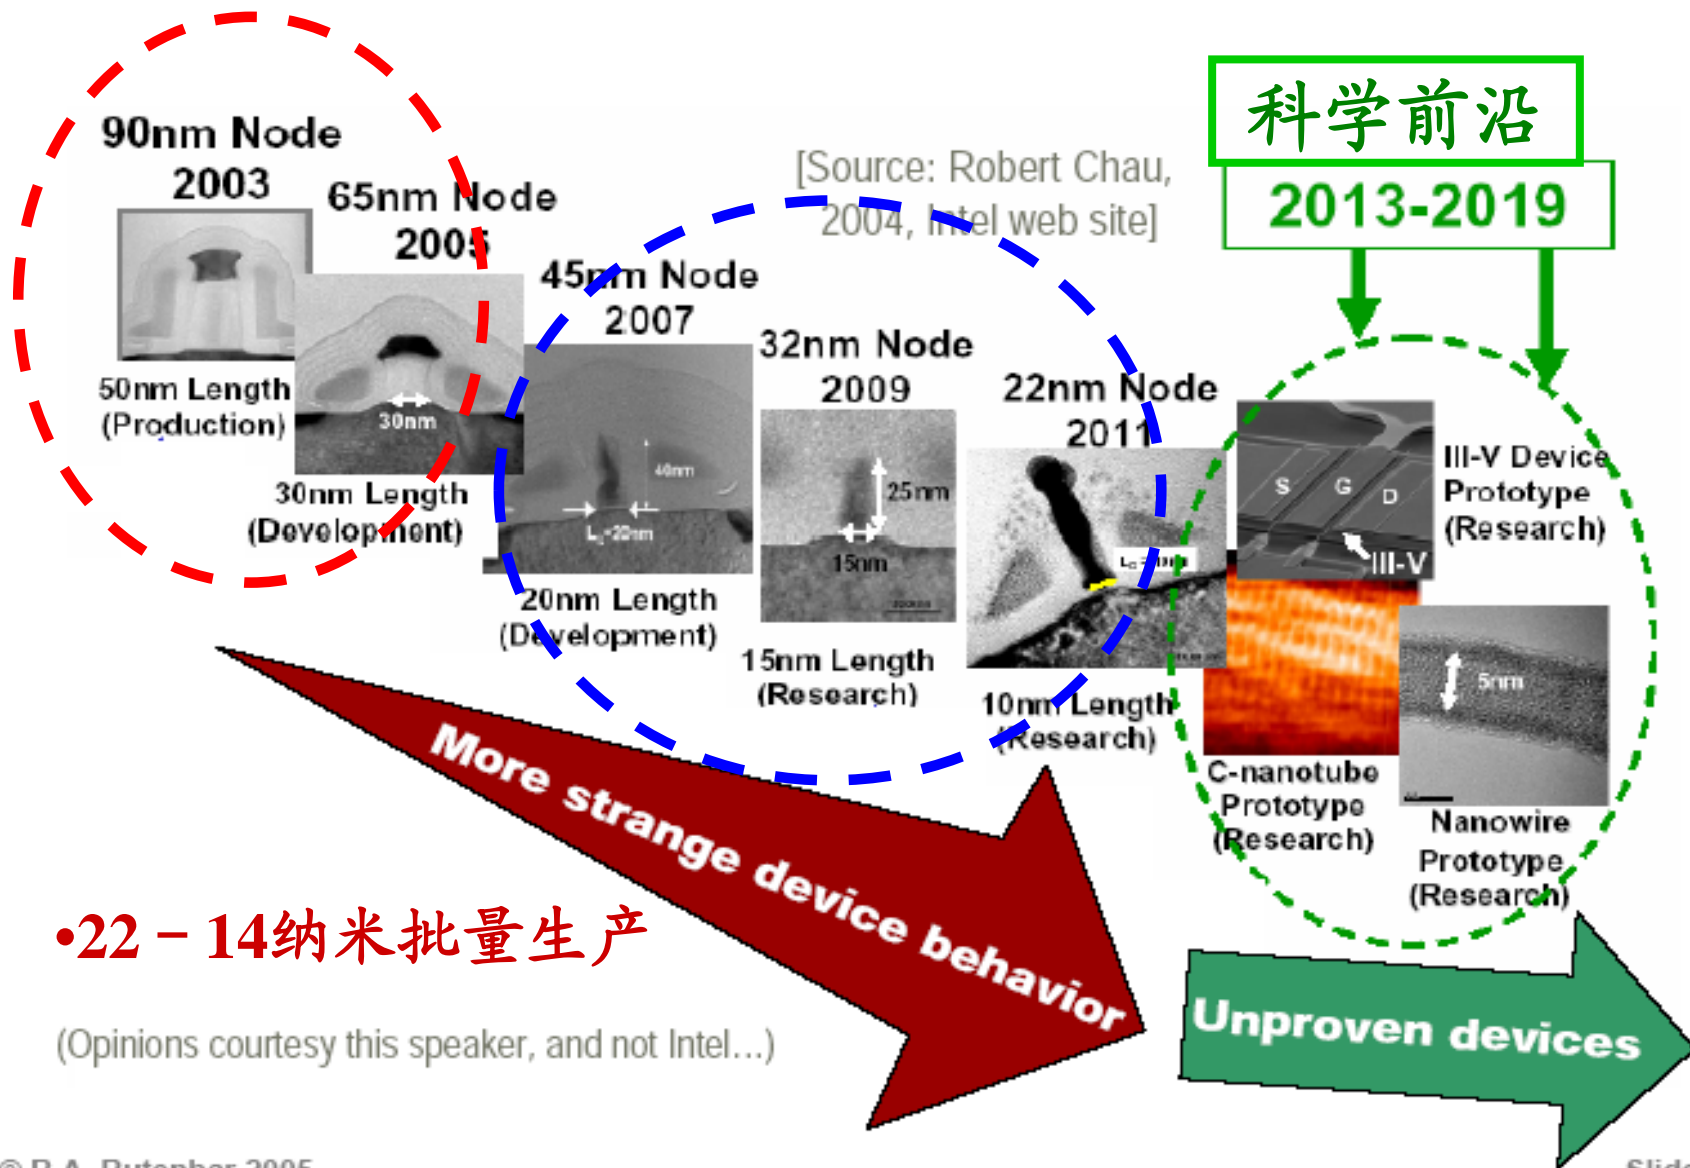 科学前沿
2013-2019
[Source: Robert Chau,
2004, Intel web site]
90nm Node
2003
50nm Length
(Production)
65nm Node
2005
30nm
30nm Length
(Development)
45nm Node
2007
40nm
20nm Length
(Development)
32nm Node
2009
25nm
15nm
15nm Length
(Research)
22nm Node
2011
10nm Length
(Research)
S G D
III-V
III-V Device
Prototype
(Research)
C-nanotube
Prototype
(Research)
5nm
Nanowire
Prototype
(Research)
More strange device behavior
Unproven devices
•22－14纳米批量生产
(Opinions courtesy this speaker, and not Intel...)